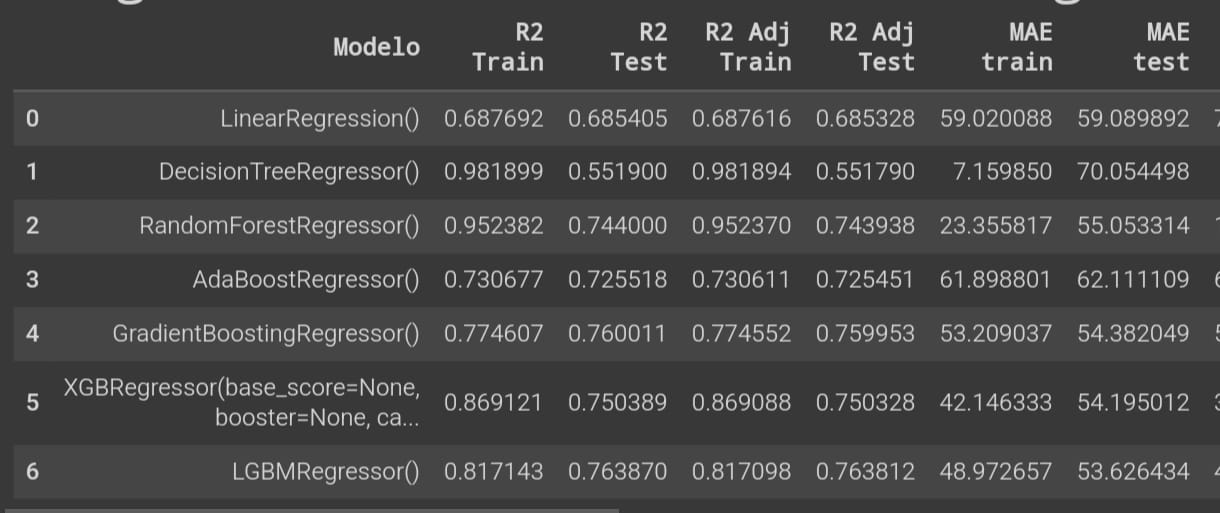 Modelo R2 Train R2 Test R2 Adj Train R2 Adj Test MAE train MAE test
0 LinearRegression() 0.687692 0.685405 0.687616 0.685328 59.020088 59.089892
1 DecisionTreeRegressor() 0.981899 0.551900 0.981894 0.551790 7.159850 70.054498
2 RandomForestRegressor() 0.952382 0.744000 0.952370 0.743938 23.355817 55.053314
3 AdaBoostRegressor() 0.730677 0.725518 0.730611 0.725451 61.898801 62.111109
4 GradientBoostingRegressor() 0.774607 0.760011 0.774552 0.759953 53.209037 54.382049
5 XGBRegressor(base_score=None, booster=None, ca... 0.869121 0.750389 0.869088 0.750328 42.146333 54.195012
6 LGBMRegressor() 0.817143 0.763870 0.817098 0.763812 48.972657 53.626434